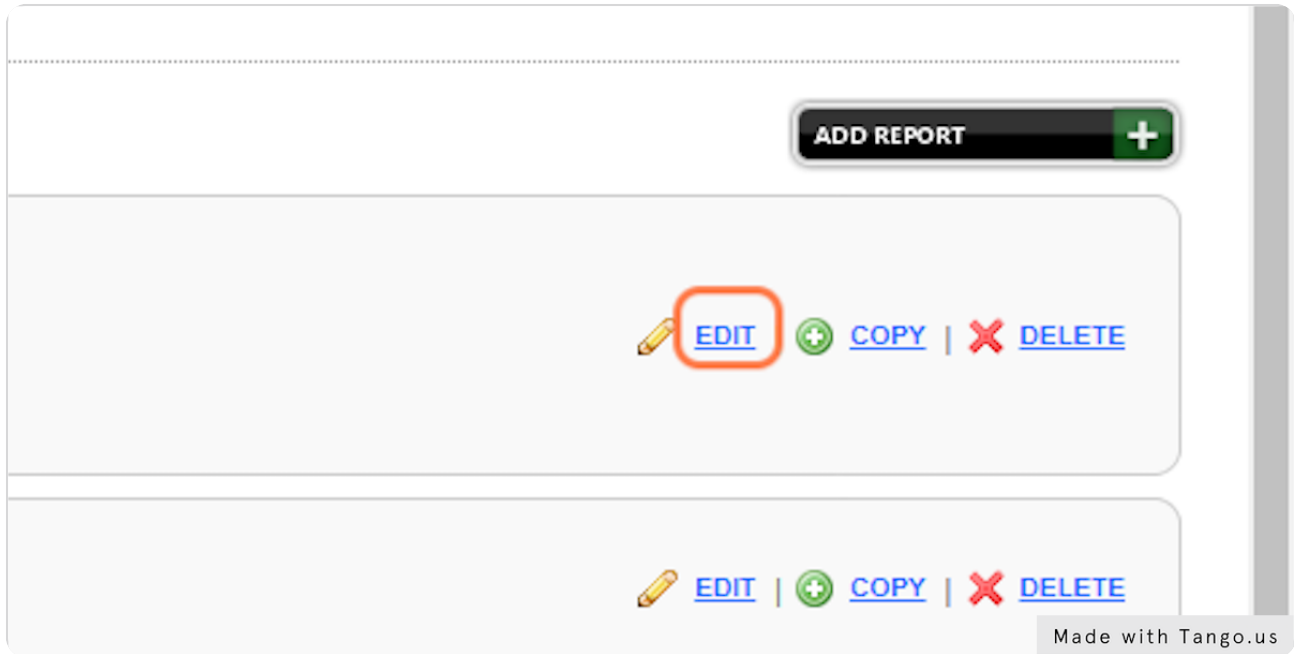 ADD REPORT
EDIT COPY | DELETE
EDIT | COPY | DELETE
Made with Tango.us